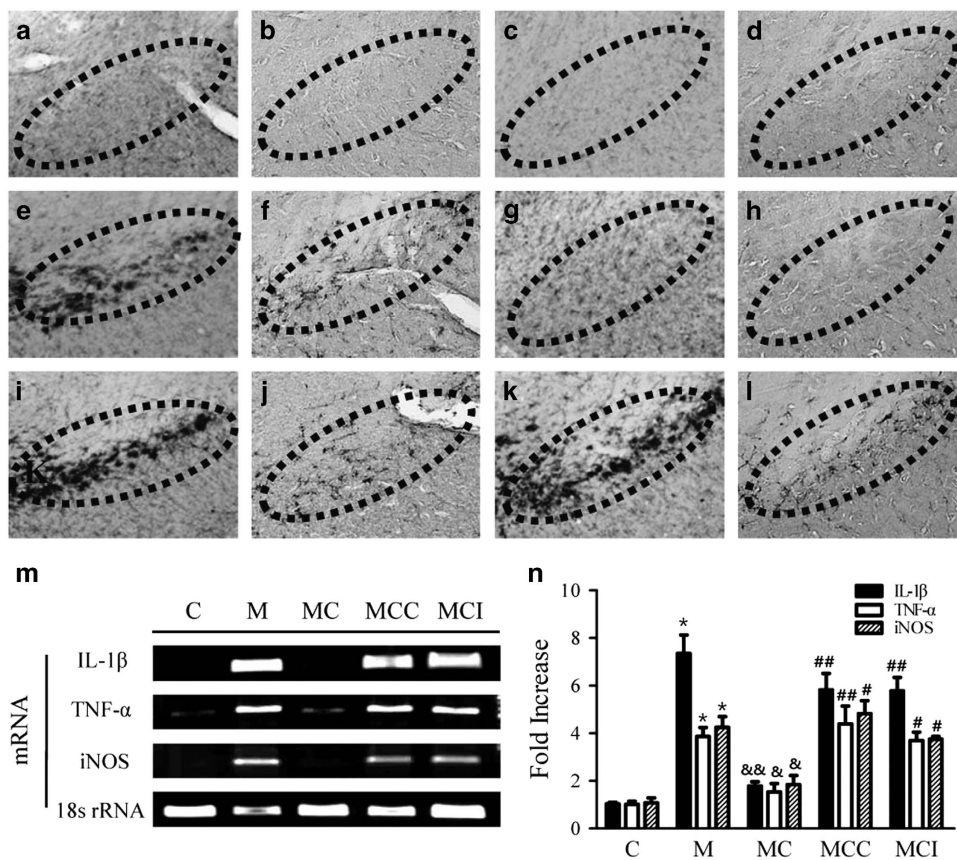 a b c d
e f g h
i j k l
K
m
C M MC MCC MCI
mRNA
IL-1β
TNF-α
iNOS
18s rRNA
n
Fold Increase
10
8
6
4
2
0
IL-1β
TNF-α
iNOS
* * *
&& & &
## ## #
## # #
C M MC MCC MCI